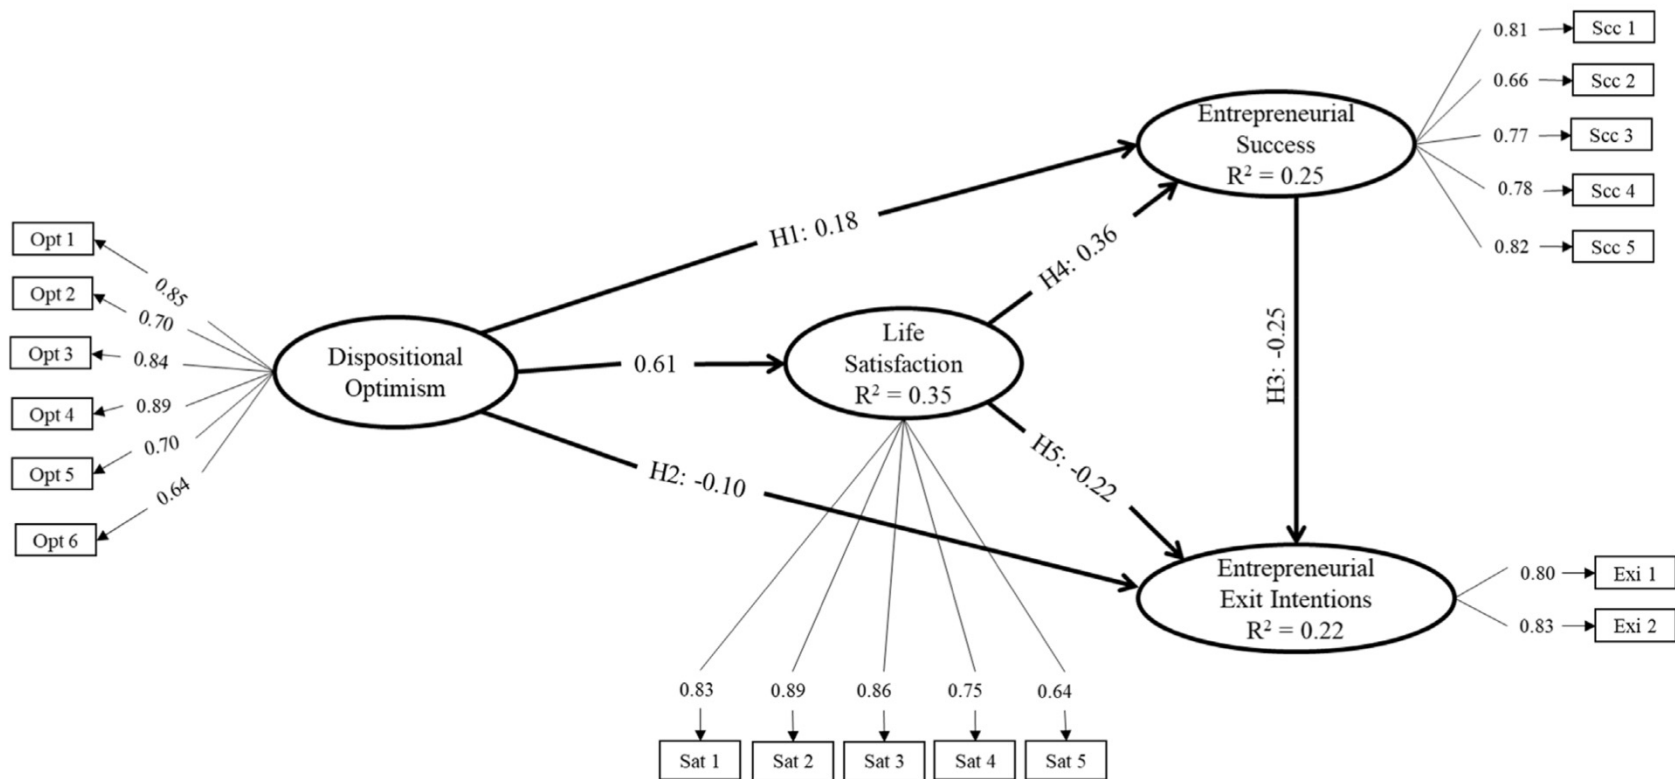 Opt 1
Opt 2
Opt 3
Opt 4
Opt 5
Opt 6
0.85
0.70
0.84
0.89
0.70
0.64
Dispositional
Optimism
H1: 0.18
0.61
H2: -0.10
Life
Satisfaction
R² = 0.35
H4: 0.36
H5: -0.22
0.83
0.89
0.86
0.75
0.64
Sat 1
Sat 2
Sat 3
Sat 4
Sat 5
Entrepreneurial
Success
R² = 0.25
H3: -0.25
Entrepreneurial
Exit Intentions
R² = 0.22
0.81
Scc 1
0.66
Scc 2
0.77
Scc 3
0.78
Scc 4
0.82
Scc 5
0.80
Exi 1
0.83
Exi 2